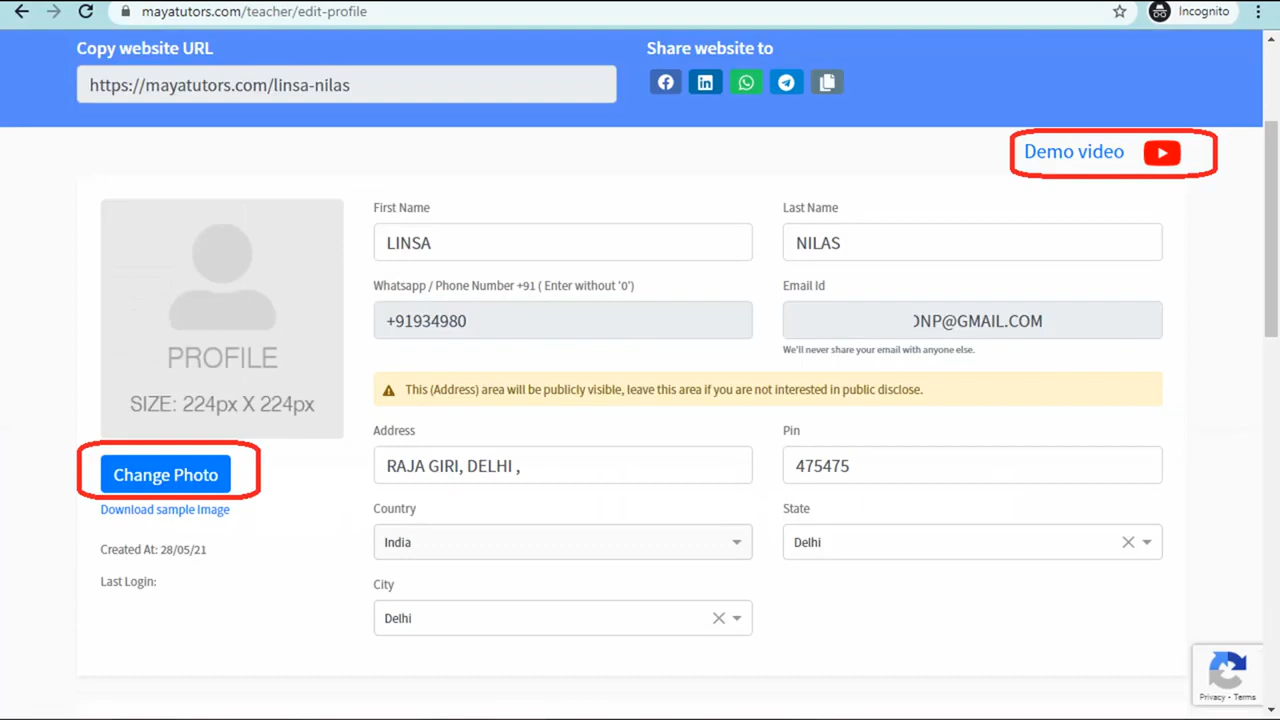 mayatutors.com/teacher/edit-profile
Incognito
Copy website URL
Share website to
https://mayatutors.com/linsa-nilas
Demo video
First Name
Last Name
LINSA
NILAS
Whatsapp / Phone Number +91 ( Enter without '0')
Email Id
+91934980
NP@GMAIL.COM
We'll never share your email with anyone else.
PROFILE
SIZE: 224px X 224px
This (Address) area will be publicly visible, leave this area if you are not interested in public disclose.
Address
Pin
RAJA GIRI, DELHI ,
475475
Change Photo
Download sample Image
Country
State
India
Delhi
Created At: 28/05/21
Last Login:
City
Delhi
Privacy - Terms